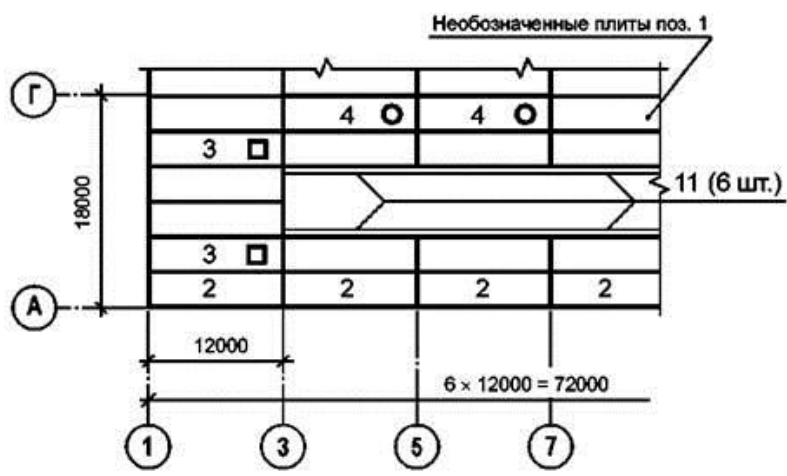 Необозначенные плиты поз. 1
Г
4
4
3
18000
11 (6 шт.)
3
2
2
2
2
А
12000
6 × 12000 = 72000
1
3
5
7